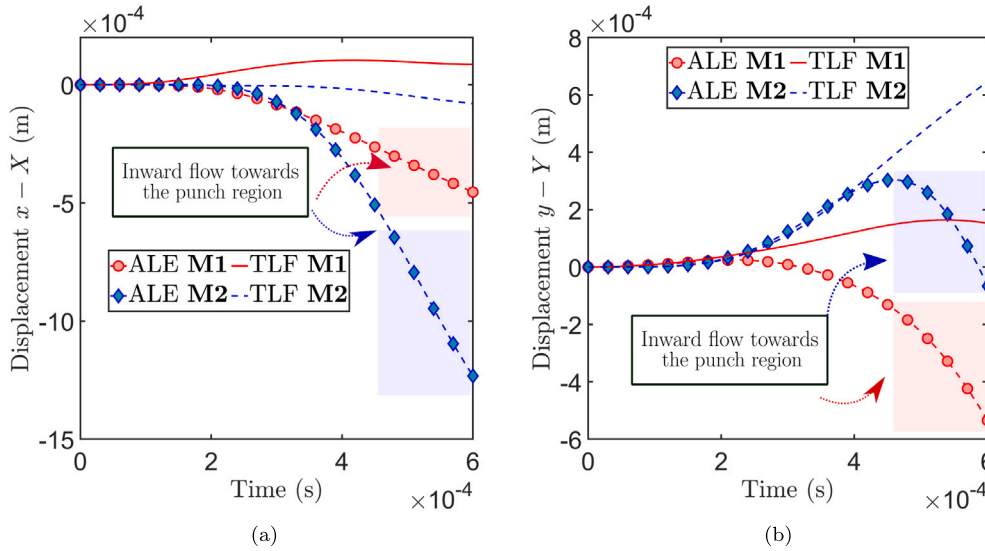 ×10⁻⁴
0
-5
-10
-15
Displacement x − X (m)
Inward flow towards
the punch region
ALE M1 TLF M1
ALE M2 TLF M2
0 2 4 6
Time (s)
×10⁻⁴
(a)
×10⁻⁴
8
6
4
2
0
-2
-4
-6
Displacement y − Y (m)
ALE M1 TLF M1
ALE M2 TLF M2
Inward flow towards
the punch region
0 2 4 6
Time (s)
×10⁻⁴
(b)